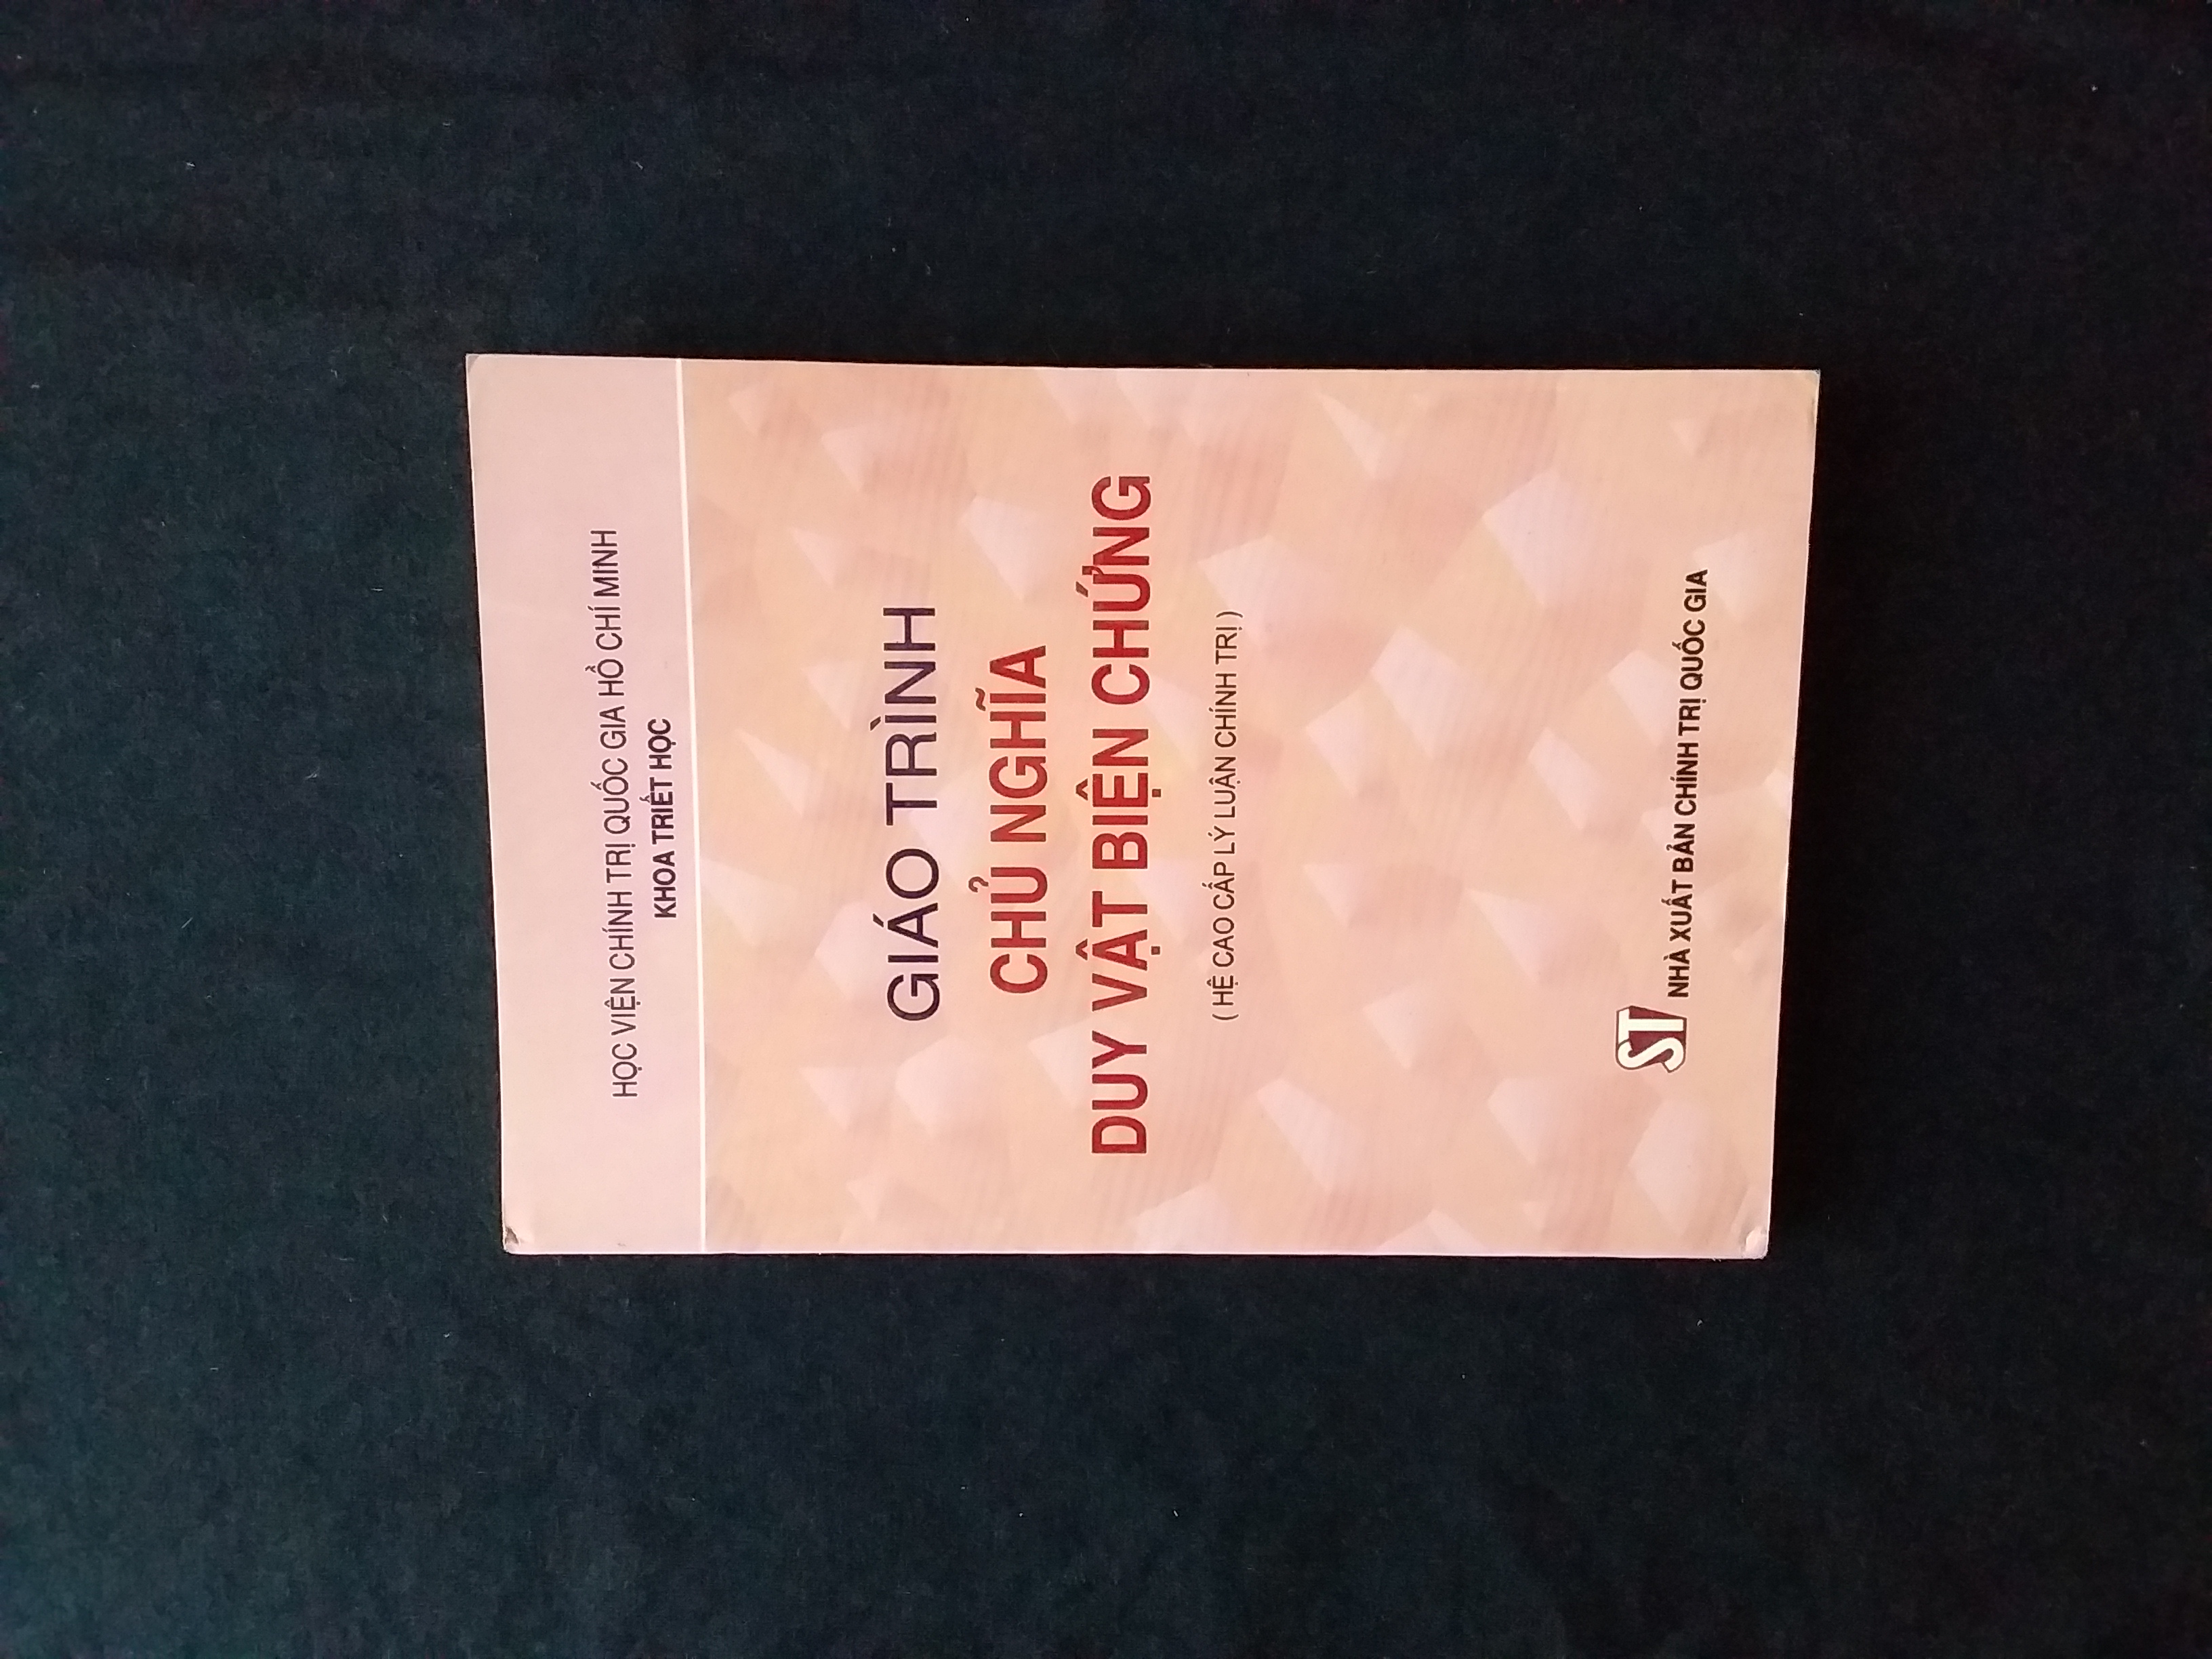 HỌC VIỆN CHÍNH TRỊ QUỐC GIA HỒ CHÍ MINH
KHOA TRIẾT HỌC
GIÁO TRÌNH
CHỦ NGHĨA
DUY VẬT BIỆN CHỨNG
( HỆ CAO CẤP LÝ LUẬN CHÍNH TRỊ )
ST NHÀ XUẤT BẢN CHÍNH TRỊ QUỐC GIA